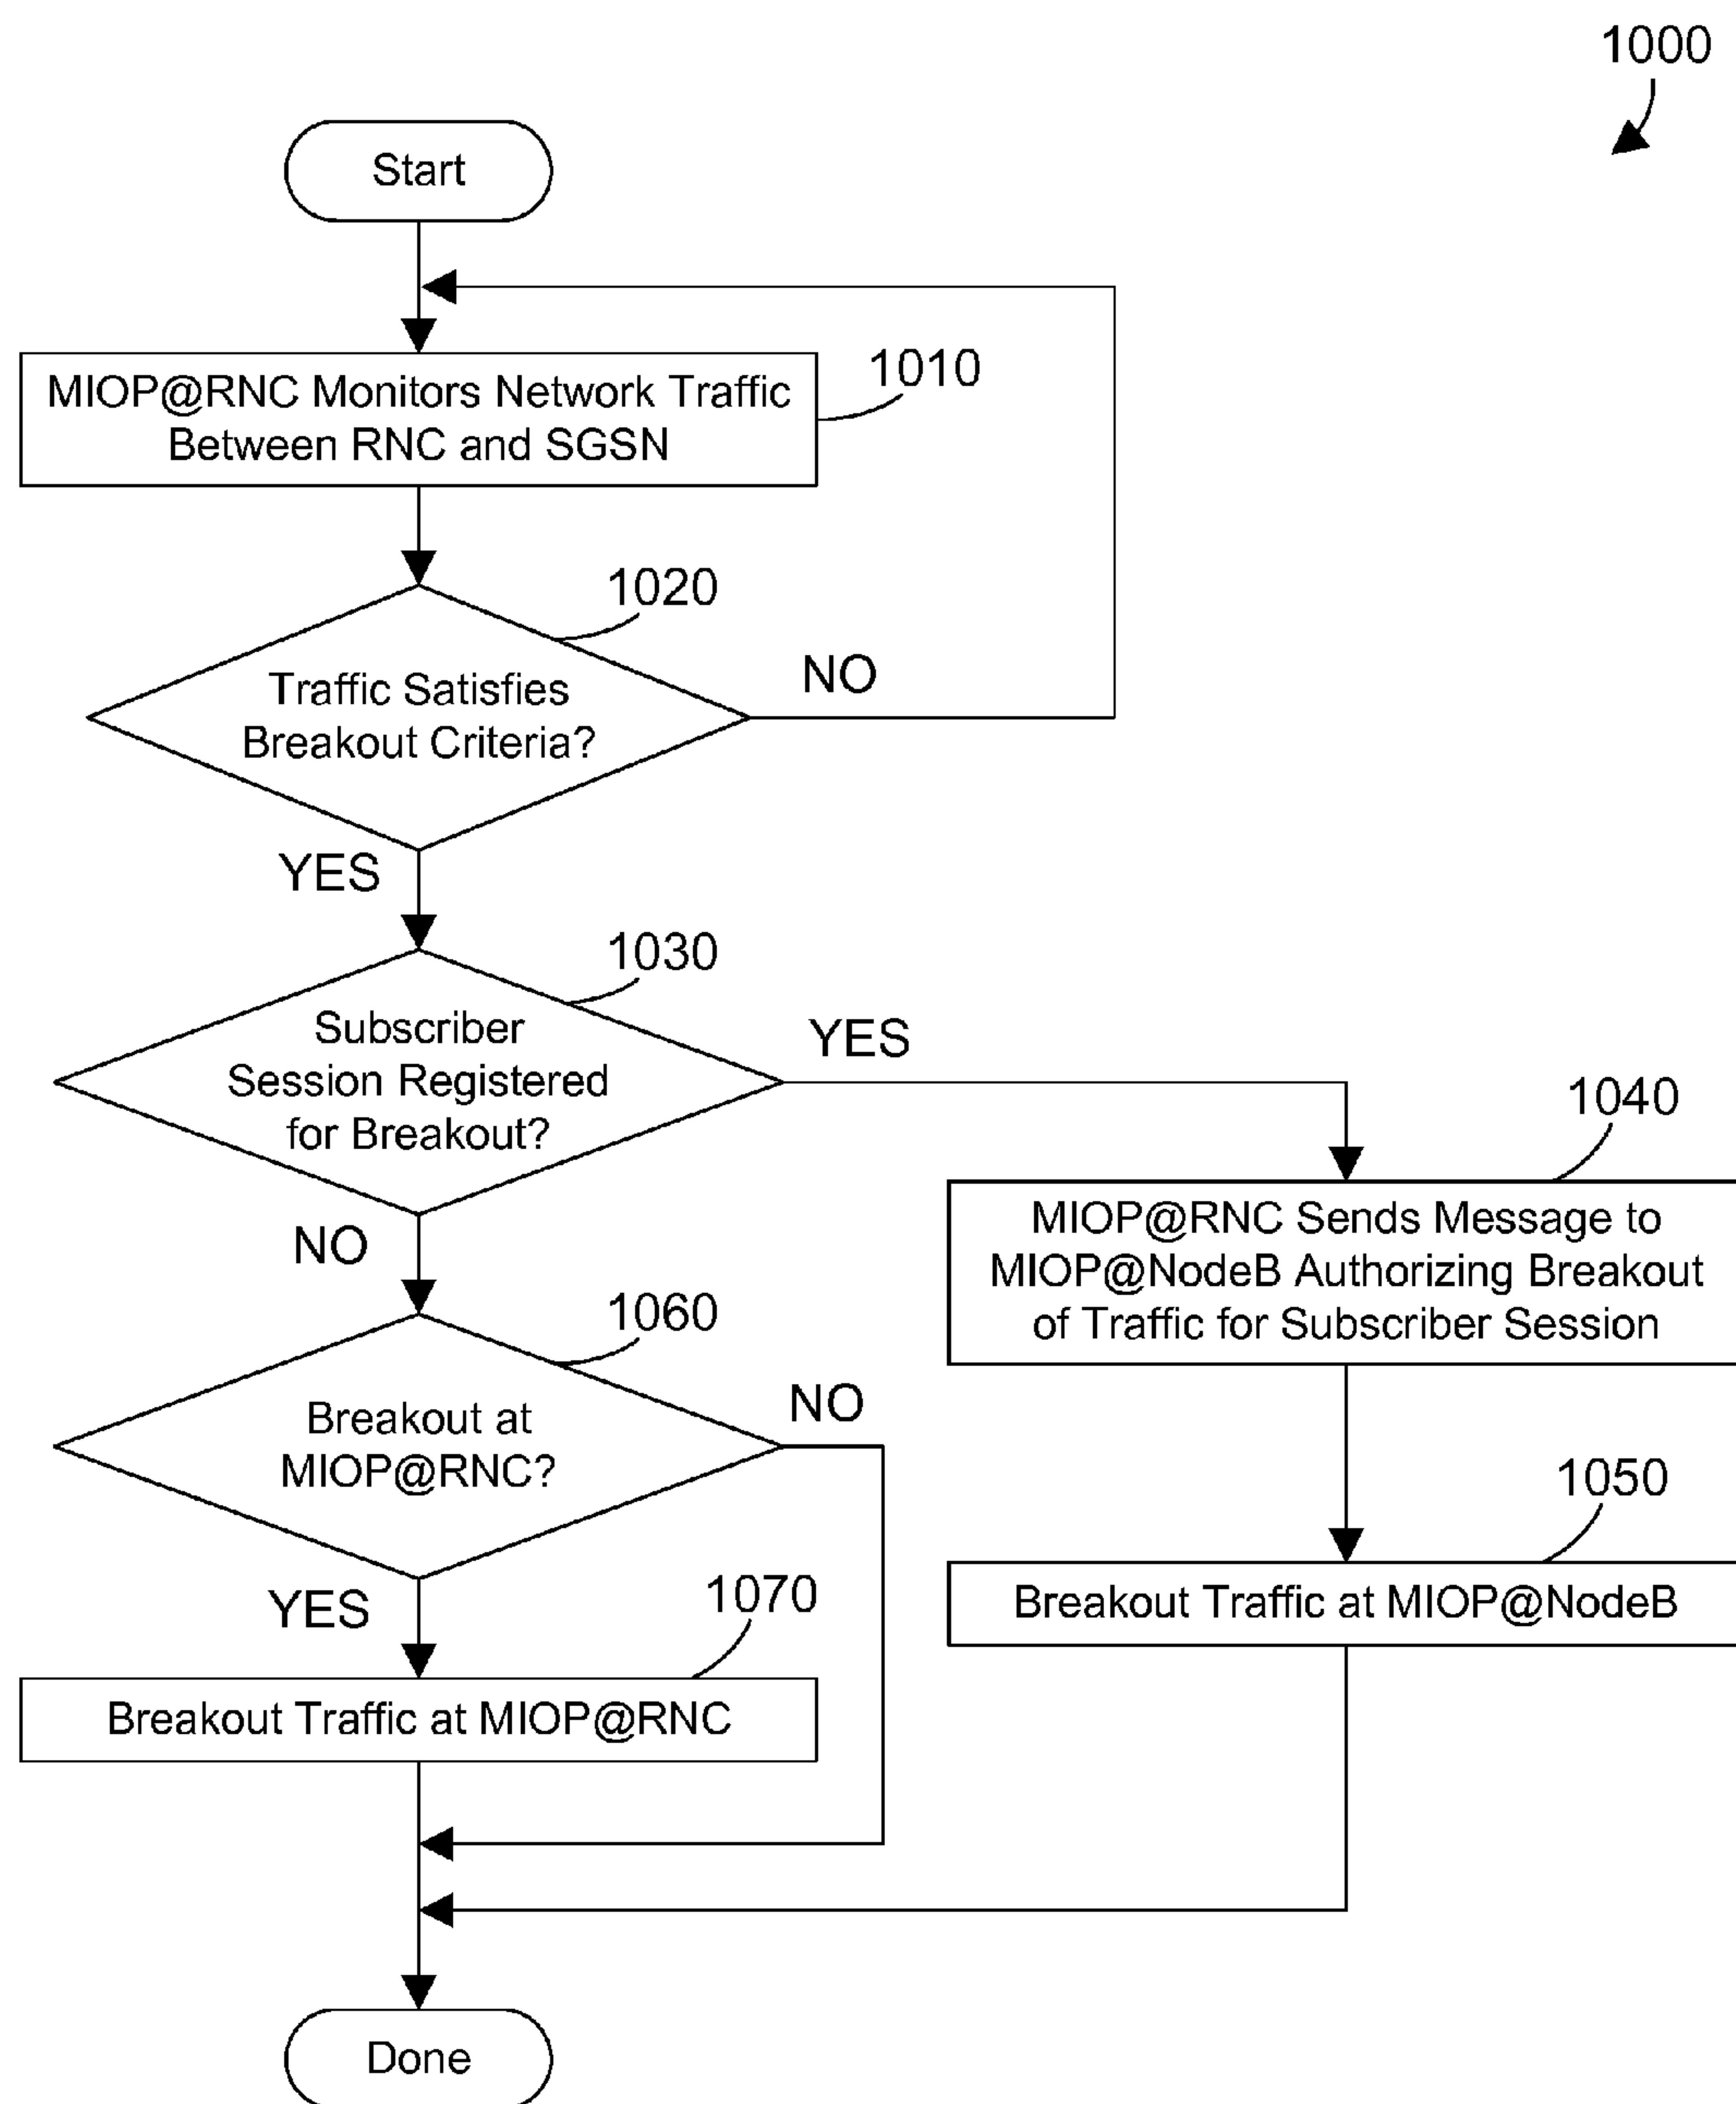 1000
Start
MIOP@RNC Monitors Network Traffic
Between RNC and SGSN
1010
1020
Traffic Satisfies
Breakout Criteria?
NO
YES
1030
Subscriber
Session Registered
for Breakout?
YES
NO
1040
MIOP@RNC Sends Message to
MIOP@NodeB Authorizing Breakout
of Traffic for Subscriber Session
1060
Breakout at
MIOP@RNC?
NO
YES
1050
Breakout Traffic at MIOP@NodeB
1070
Breakout Traffic at MIOP@RNC
Done